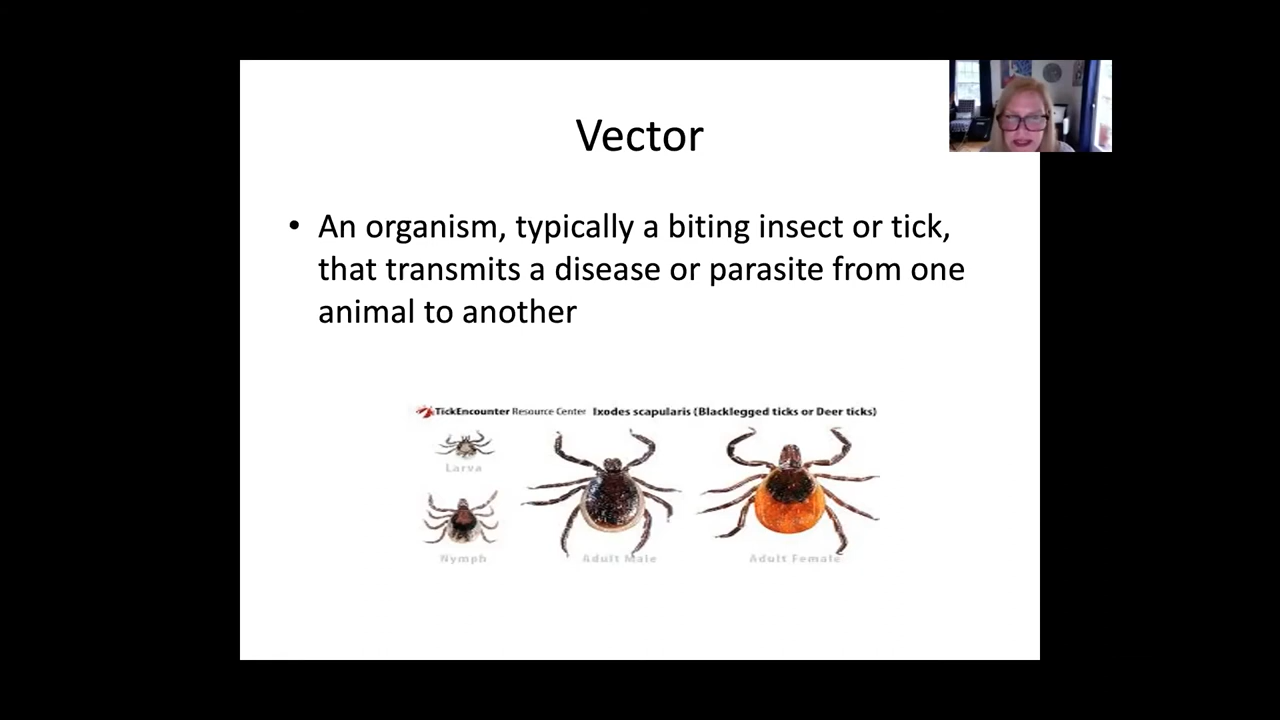 Vector
• An organism, typically a biting insect or tick,
that transmits a disease or parasite from one
animal to another
TickEncounter Resource Center Ixodes scapularis (Blacklegged ticks or Deer ticks)
Larva
Nymph
Adult Male
Adult Female